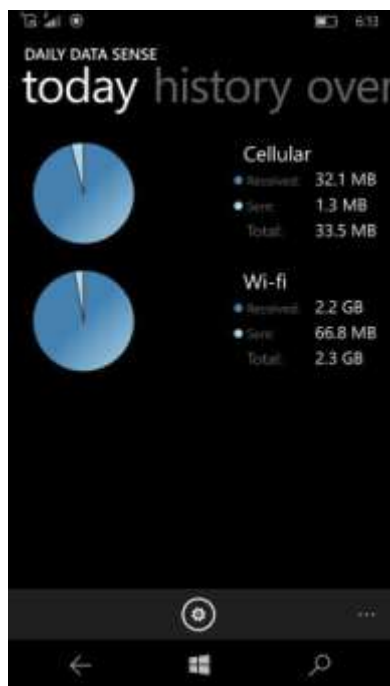 6:13
DAILY DATA SENSE
today history over
Cellular
Received: 32.1 MB
Sent: 1.3 MB
Total: 33.5 MB
Wi-fi
Received: 2.2 GB
Sent: 66.8 MB
Total: 2.3 GB